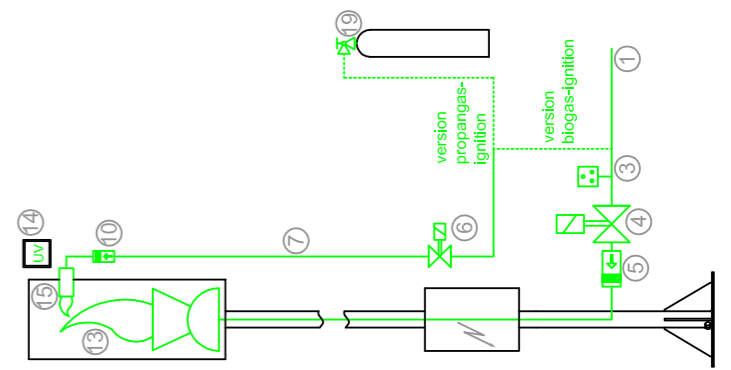 19
version
propangas-
ignition
version
biogas-ignition
1
3
4
5
6
7
10
14
UV
15
13